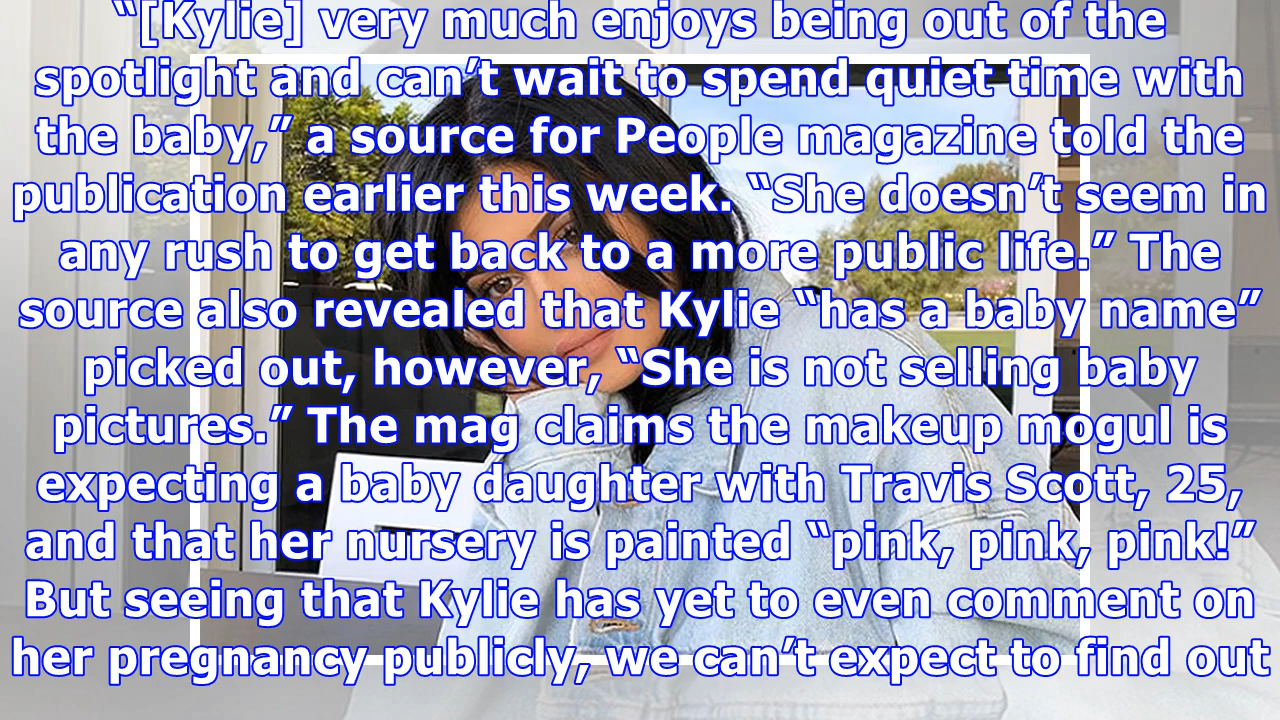 “[Kylie] very much enjoys being out of the
spotlight and can’t wait to spend quiet time with
the baby,” a source for People magazine told the
publication earlier this week. “She doesn’t seem in
any rush to get back to a more public life.” The
source also revealed that Kylie “has a baby name”
picked out, however, “She is not selling baby
pictures.” The mag claims the makeup mogul is
expecting a baby daughter with Travis Scott, 25,
and that her nursery is painted “pink, pink, pink!”
But seeing that Kylie has yet to even comment on
her pregnancy publicly, we can’t expect to find out